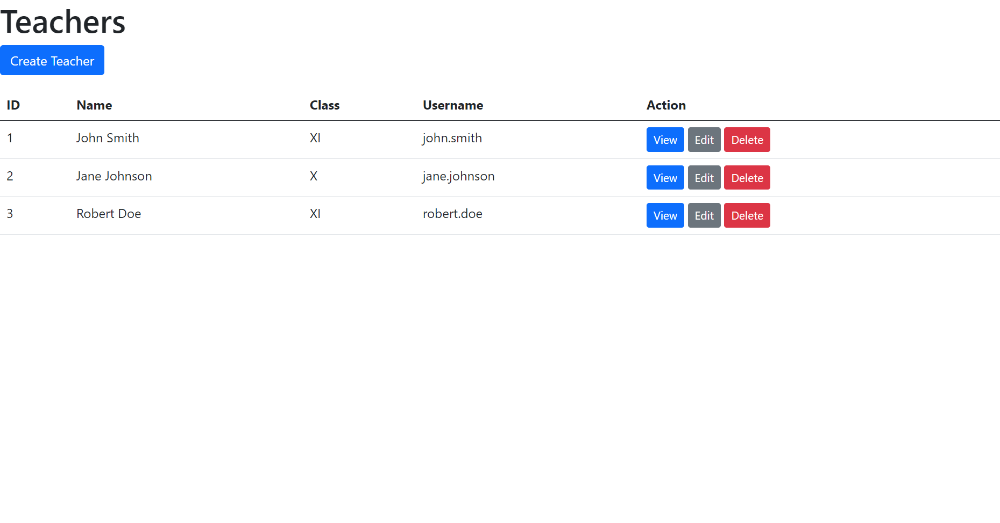 Teachers
Create Teacher
ID Name Class Username Action
1 John Smith XI john.smith View Edit Delete
2 Jane Johnson X jane.johnson View Edit Delete
3 Robert Doe XI robert.doe View Edit Delete